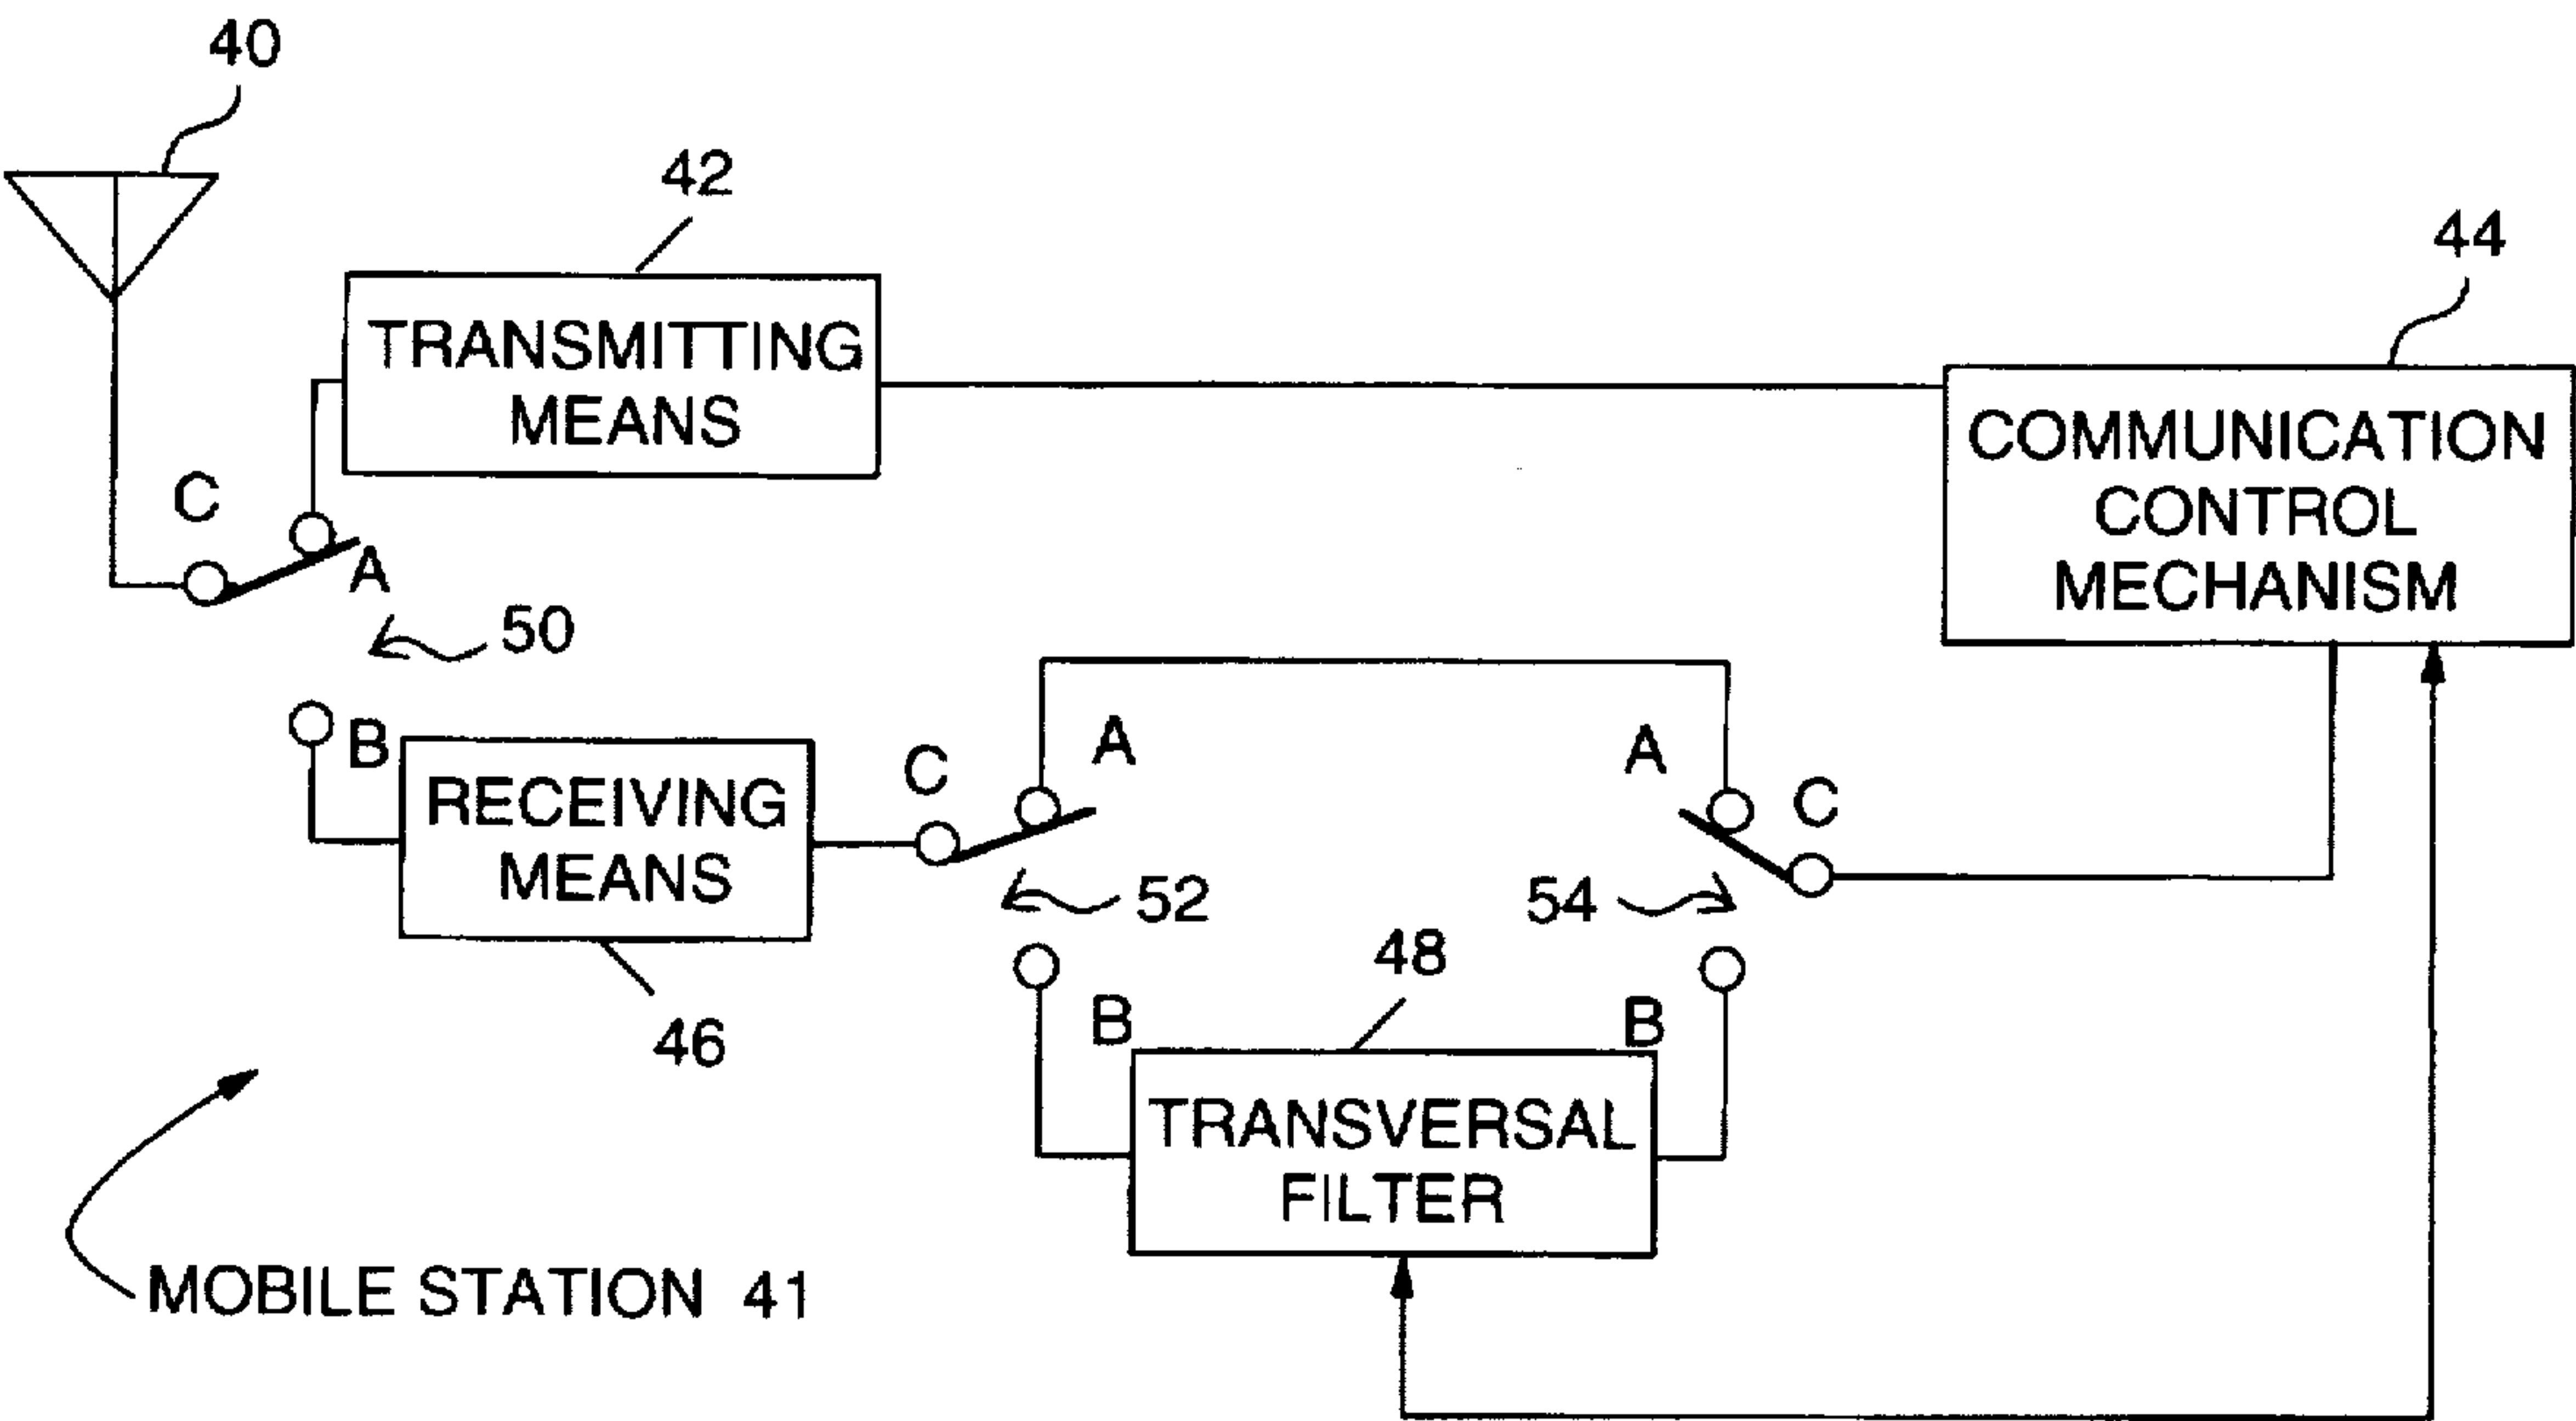 40
42
44
TRANSMITTING
MEANS
COMMUNICATION
CONTROL
MECHANISM
C
A
50
B
RECEIVING
MEANS
46
C
A
A
C
52
54
B
48
B
TRANSVERSAL
FILTER
MOBILE STATION 41